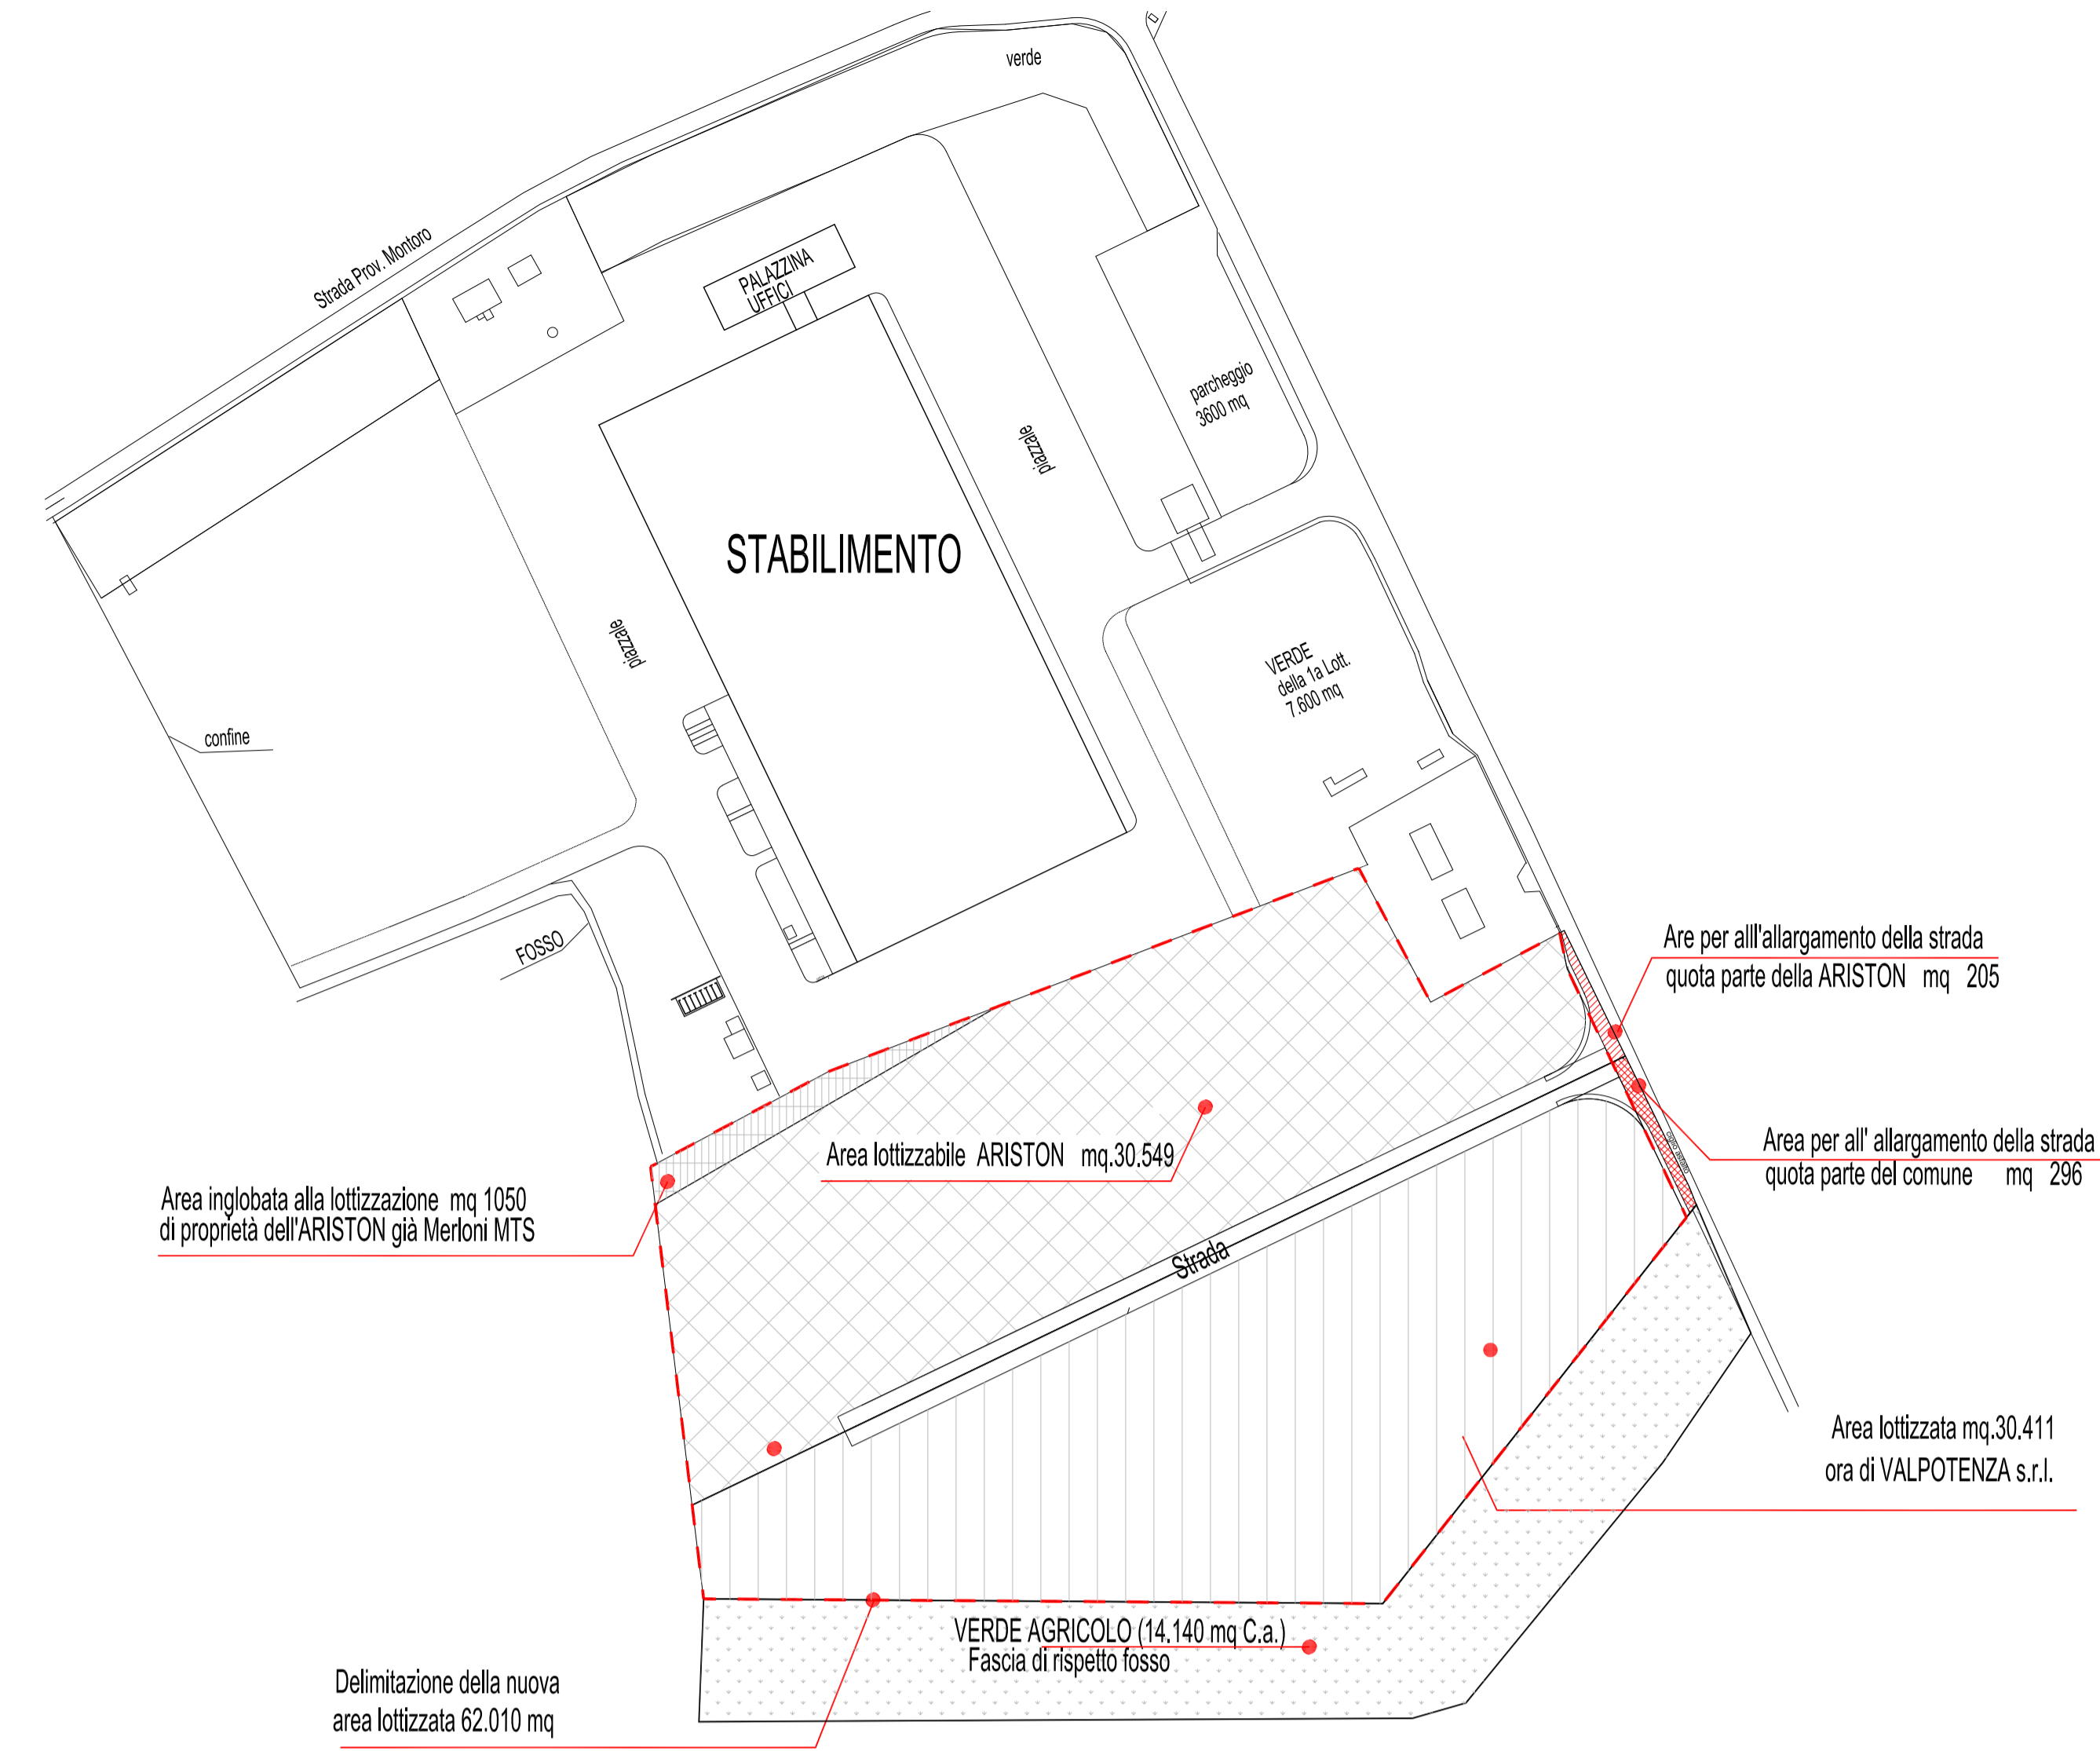 verde
Strada Prov. Montoro
PALAZZINA
UFFICI
parcheggio
3600 mq
piazzale
STABILIMENTO
piazzale
VERDE
della 1a Lott.
7.600 mq
confine
FOSSO
Are per alll'allargamento della strada
quota parte della ARISTON mq 205
Area lottizzabile ARISTON mq.30.549
Area per all' allargamento della strada
quota parte del comune mq 296
Area inglobata alla lottizzazione mq 1050
di proprietà dell'ARISTON già Merloni MTS
Strada
Area lottizzata mq.30.411
ora di VALPOTENZA s.r.l.
VERDE AGRICOLO (14.140 mq C.a.)
Fascia di rispetto fosso
Delimitazione della nuova
area lottizzata 62.010 mq